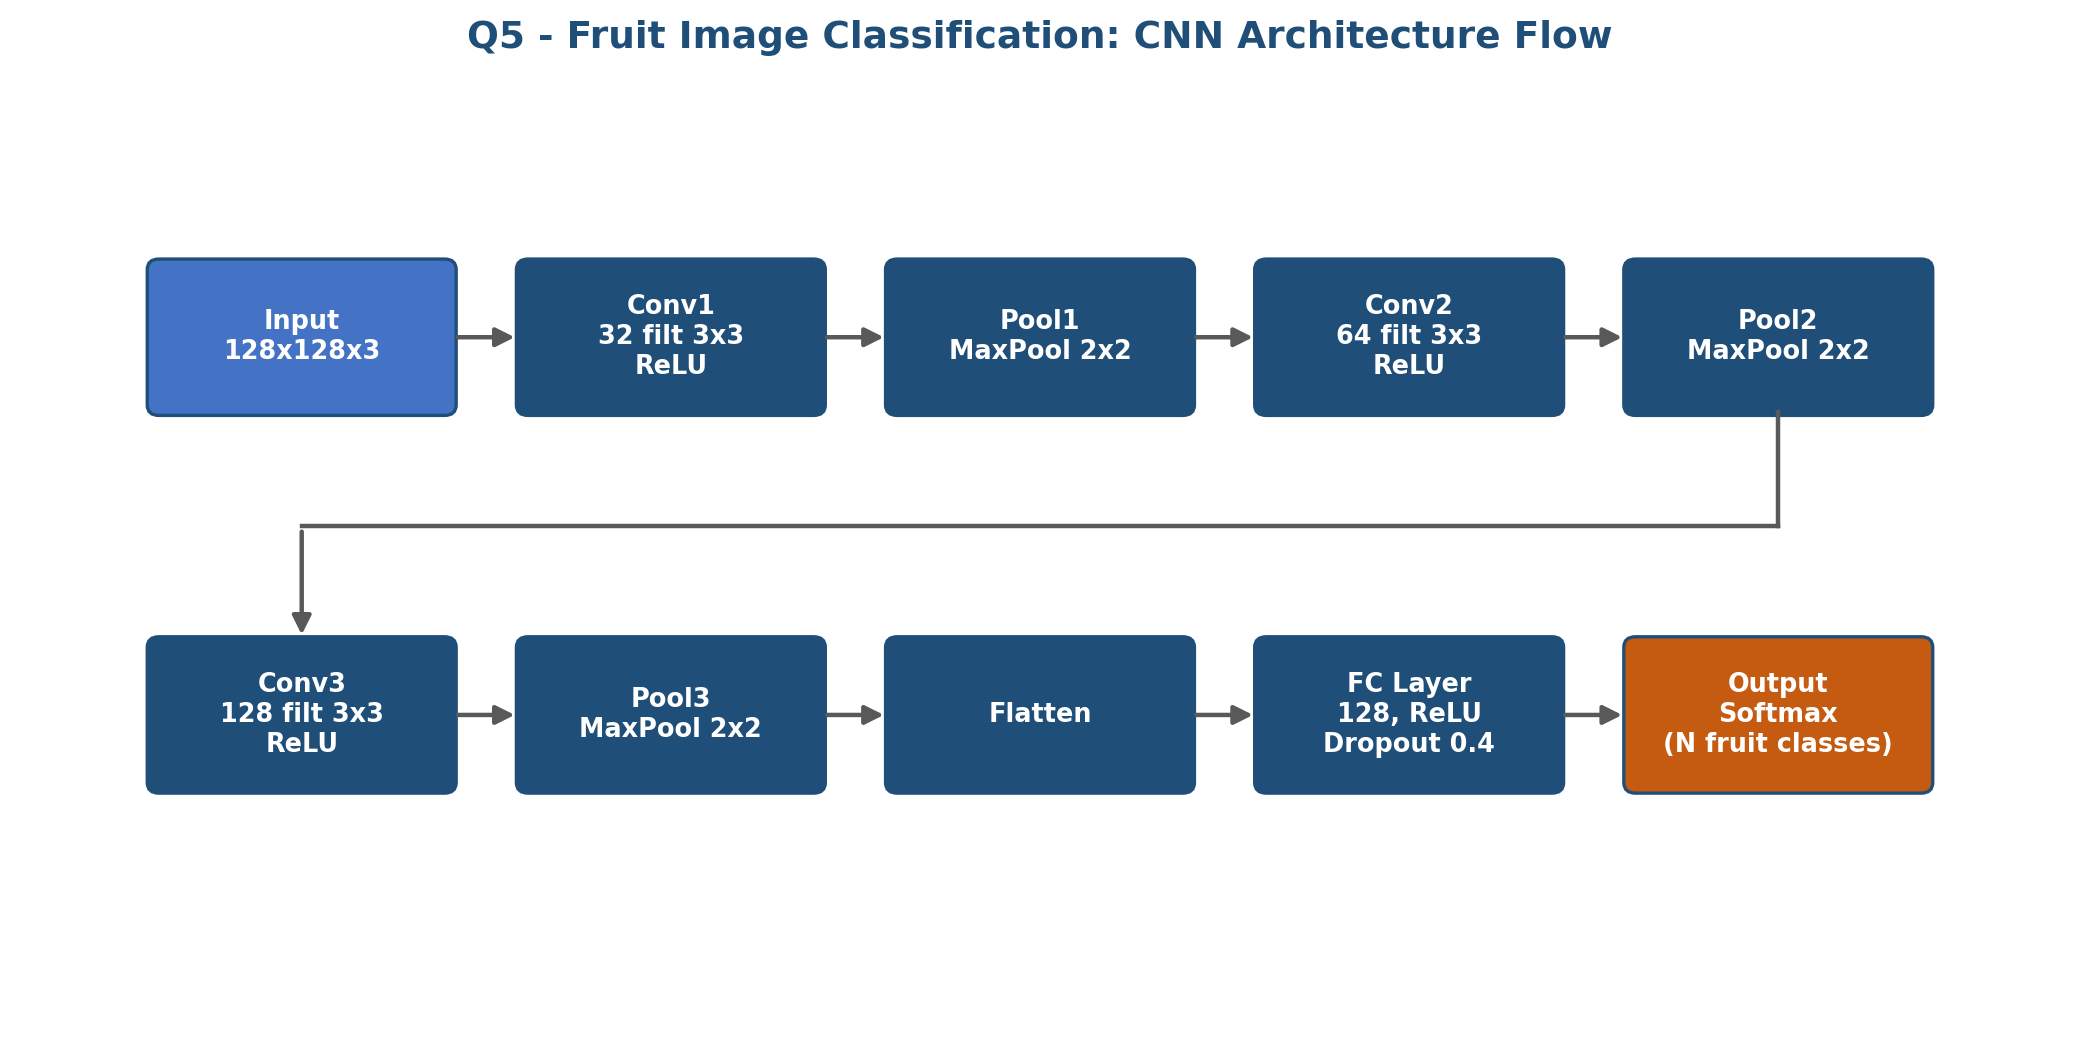 Q5 - Fruit Image Classification: CNN Architecture Flow
Input
128x128x3
Conv1
32 filt 3x3
ReLU
Pool1
MaxPool 2x2
Conv2
64 filt 3x3
ReLU
Pool2
MaxPool 2x2
Conv3
128 filt 3x3
ReLU
Pool3
MaxPool 2x2
Flatten
FC Layer
128, ReLU
Dropout 0.4
Output
Softmax
(N fruit classes)